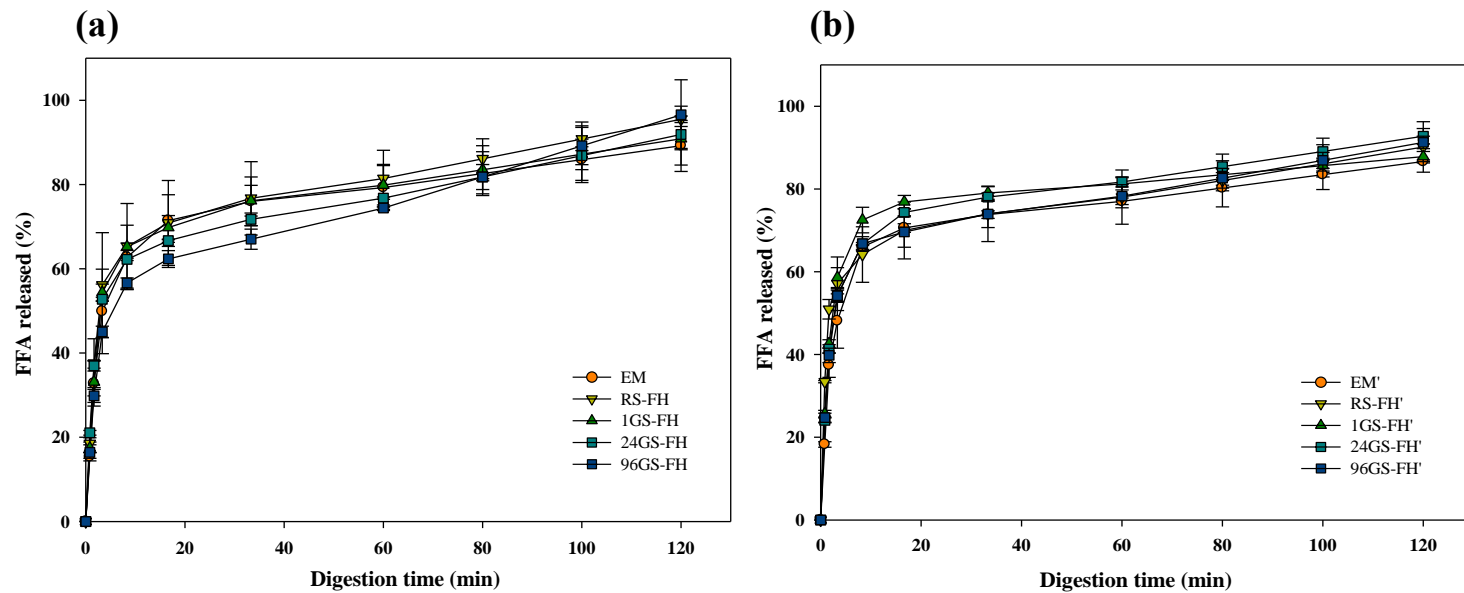 (a)
100
80
60
40
20
0
FFA released (%)
EM
RS-FH
1GS-FH
24GS-FH
96GS-FH
0 20 40 60 80 100 120
Digestion time (min)
(b)
100
80
60
40
20
0
FFA released (%)
EM'
RS-FH'
1GS-FH'
24GS-FH'
96GS-FH'
0 20 40 60 80 100 120
Digestion time (min)